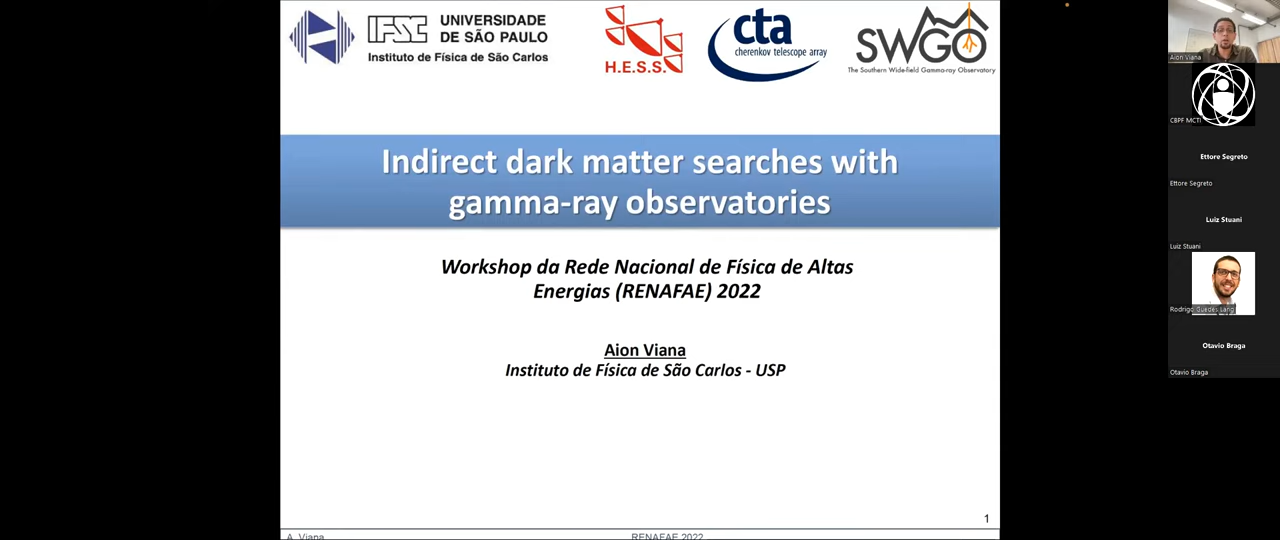 IFSC
UNIVERSIDADE
DE SÃO PAULO
Instituto de Física de São Carlos
H.E.S.S.
cta
cherenkov telescope array
SWGO
The Southern Wide-field Gamma-ray Observatory
Indirect dark matter searches with
gamma-ray observatories
Workshop da Rede Nacional de Física de Altas
Energias (RENAFAE) 2022
Aion Viana
Instituto de Física de São Carlos - USP
1
A. Viana
RENAFAE 2022
Aion Viana
CBPF MCTI
Ettore Segreto
Ettore Segreto
Luiz Stuani
Luiz Stuani
Rodrigo Guedes Lang
Otavio Braga
Otavio Braga